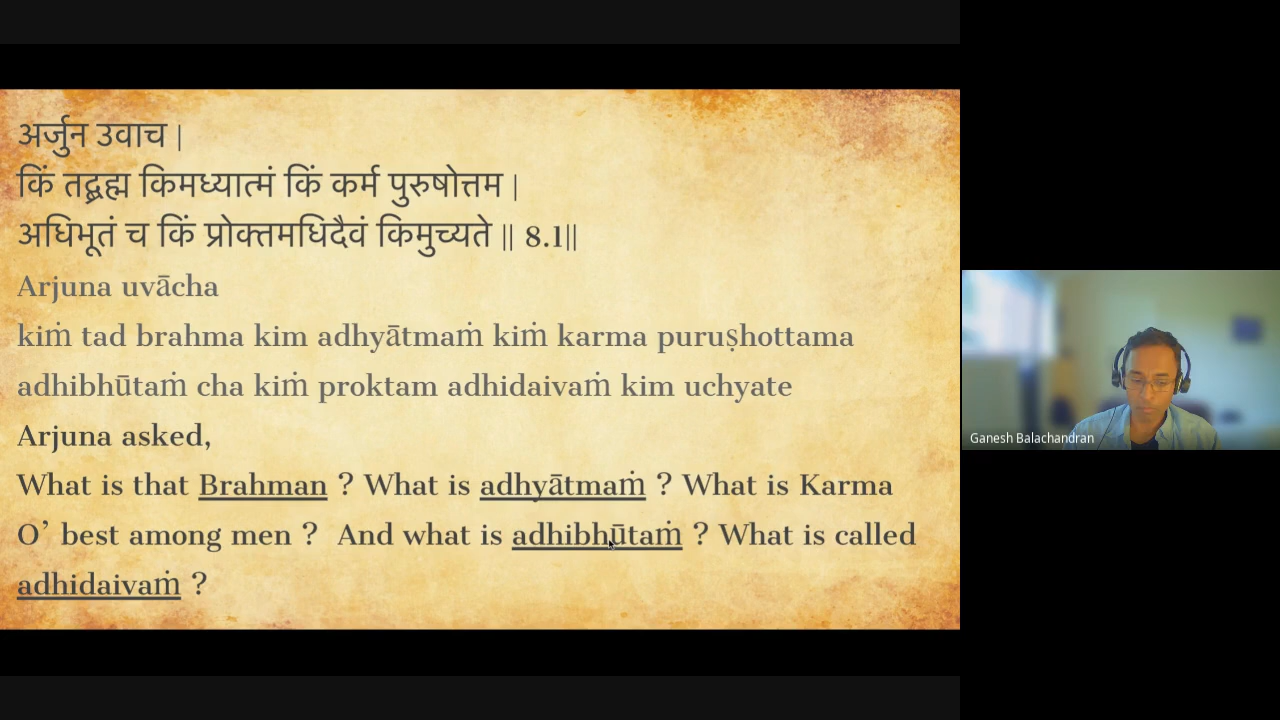 अर्जुन उवाच |
किं तद्ब्रह्म किमध्यात्मं किं कर्म पुरुषोत्तम |
अधिभूतं च किं प्रोक्तमधिदैवं किमुच्यते || 8.1||
Arjuna uvācha
kiṁ tad brahma kim adhyātmaṁ kiṁ karma puruṣhottama
adhibhūtaṁ cha kiṁ proktam adhidaivaṁ kim uchyate
Arjuna asked,
What is that Brahman ? What is adhyātmaṁ ? What is Karma
O’ best among men ? And what is adhibhūtaṁ ? What is called
adhidaivaṁ ?
Ganesh Balachandran